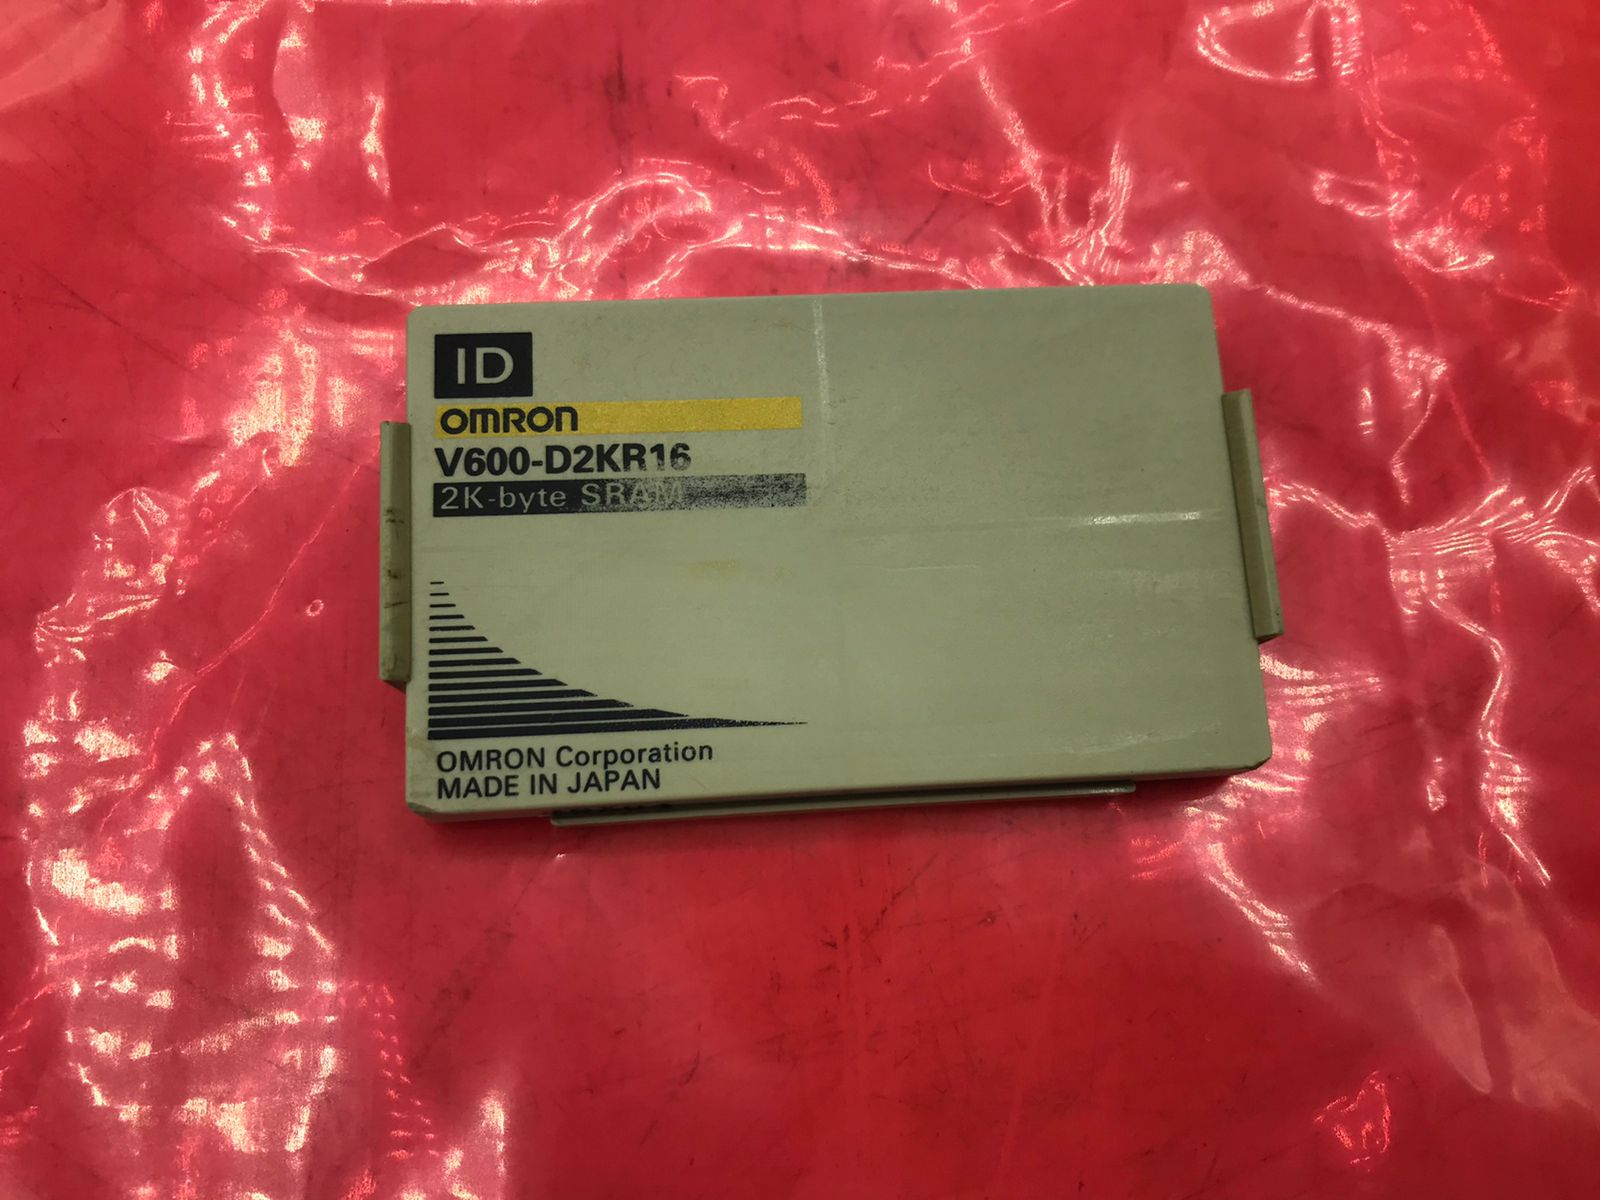 ID
OMRON
V600-D2KR16
2K-byte SRAM
OMRON Corporation
MADE IN JAPAN